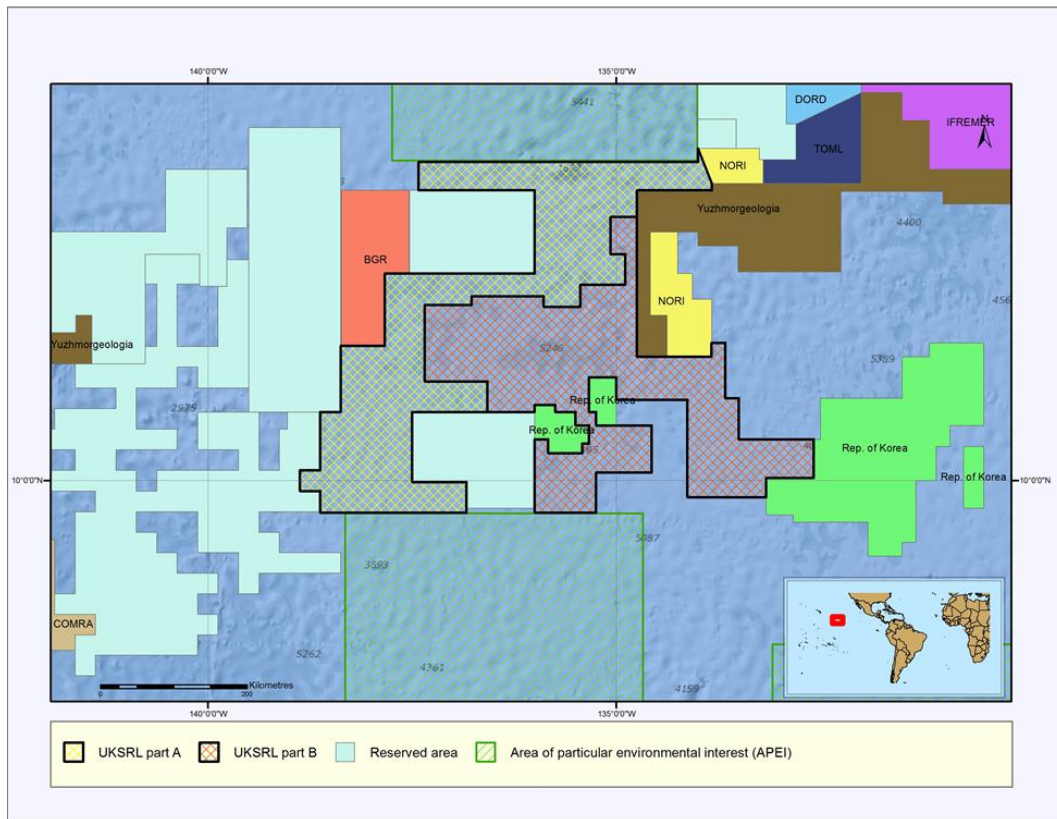 140°0'0"W
135°0'0"W
5441
DORD
IFREMER
N
TOML
NORI
Yuzhmorgeologia
4400
BGR
NORI
456
Yuzhmorgeologia
5246
5389
2975
Rep. of Korea
Rep. of Korea
Rep. of Korea
10°0'0"N
Rep. of Korea
10°0'0"N
5087
3593
COMRA
5262
4361
4159
Kilometres
0
200
140°0'0"W
135°0'0"W
UKSRL part A
UKSRL part B
Reserved area
Area of particular environmental interest (APEI)